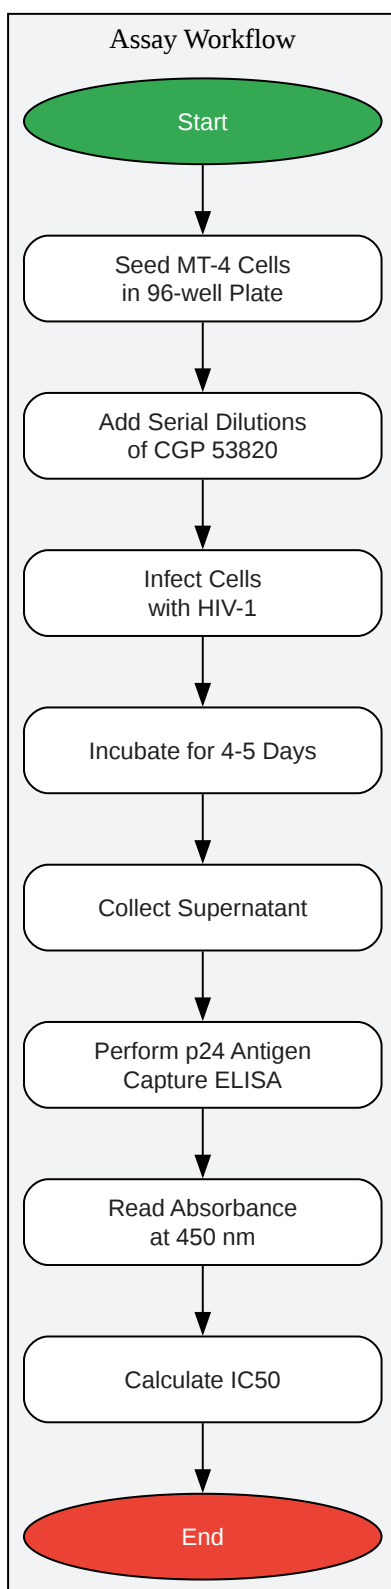 Assay Workflow
Start
Seed MT-4 Cells
in 96-well Plate
Add Serial Dilutions
of CGP 53820
Infect Cells
with HIV-1
Incubate for 4-5 Days
Collect Supernatant
Perform p24 Antigen
Capture ELISA
Read Absorbance
at 450 nm
Calculate IC50
End